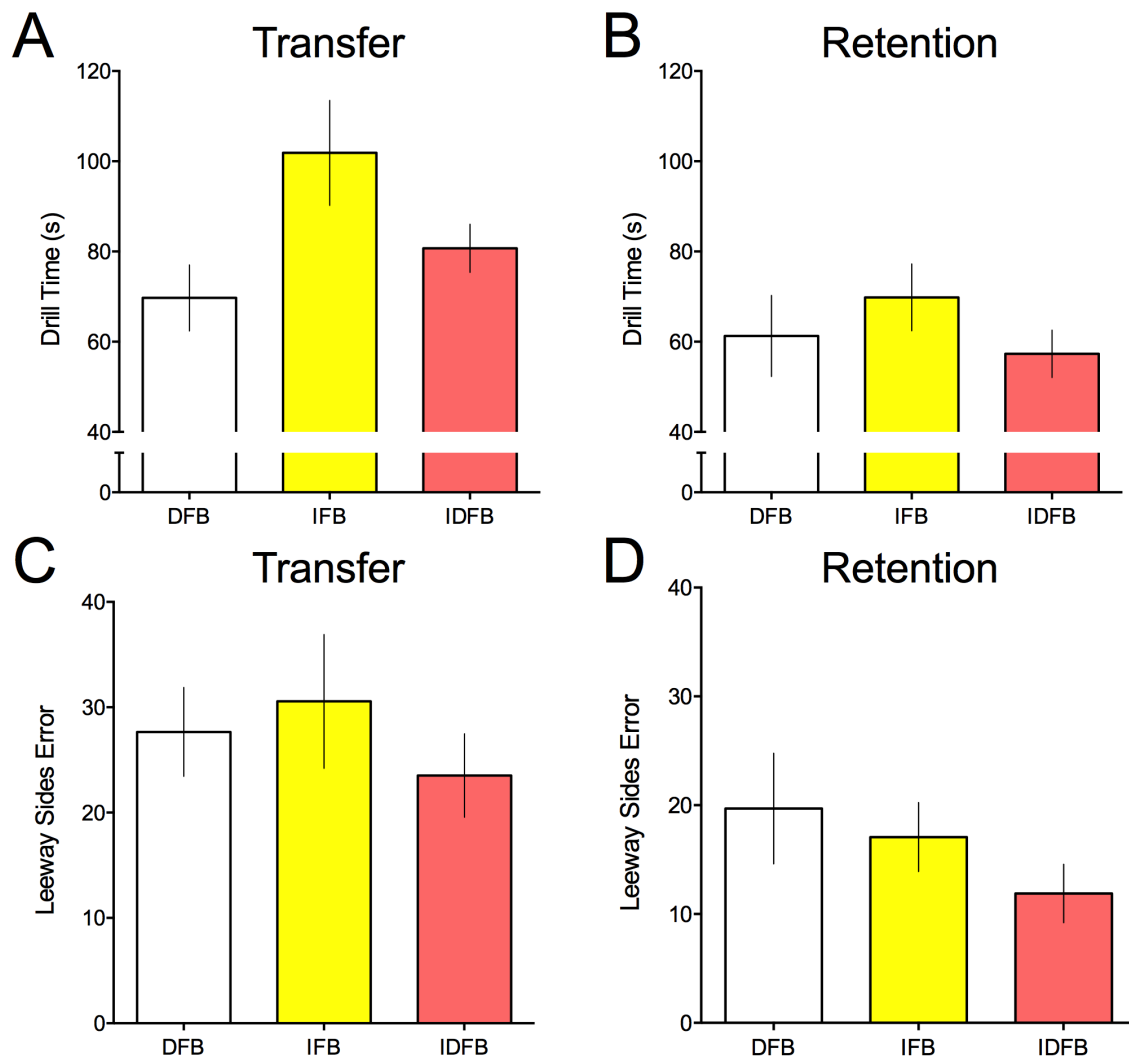 A
Transfer
120
100
80
60
40
0
Drill Time (s)
DFB
IFB
IDFB
B
Retention
120
100
80
60
40
0
Drill Time (s)
DFB
IFB
IDFB
C
Transfer
40
30
20
10
0
Leeway Sides Error
DFB
IFB
IDFB
D
Retention
40
30
20
10
0
Leeway Sides Error
DFB
IFB
IDFB